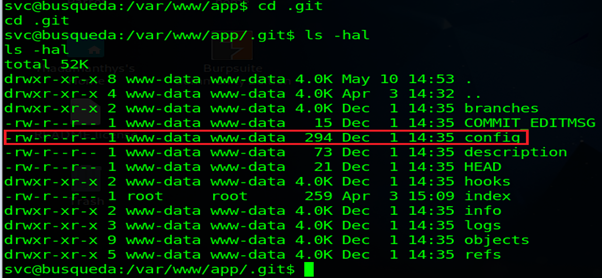 svc@busqueda:/var/www/app$ cd .git
cd .git
svc@busqueda:/var/www/app/.git$ ls -hal
ls -hal
total 52K
drwxr-xr-x 8 www-data www-data 4.0K May 10 14:53 .
drwxr-xr-x 4 www-data www-data 4.0K Apr  3 14:32 ..
drwxr-xr-x 2 www-data www-data 4.0K Dec  1 14:35 branches
-rw-r--r-- 1 www-data www-data   15 Dec  1 14:35 COMMIT_EDITMSG
-rw-r--r-- 1 www-data www-data  294 Dec  1 14:35 config
-rw-r--r-- 1 www-data www-data   73 Dec  1 14:35 description
-rw-r--r-- 1 www-data www-data   21 Dec  1 14:35 HEAD
drwxr-xr-x 2 www-data www-data 4.0K Dec  1 14:35 hooks
-rw-r--r-- 1 root     root      259 Apr  3 15:09 index
drwxr-xr-x 2 www-data www-data 4.0K Dec  1 14:35 info
drwxr-xr-x 3 www-data www-data 4.0K Dec  1 14:35 logs
drwxr-xr-x 9 www-data www-data 4.0K Dec  1 14:35 objects
drwxr-xr-x 5 www-data www-data 4.0K Dec  1 14:35 refs
svc@busqueda:/var/www/app/.git$